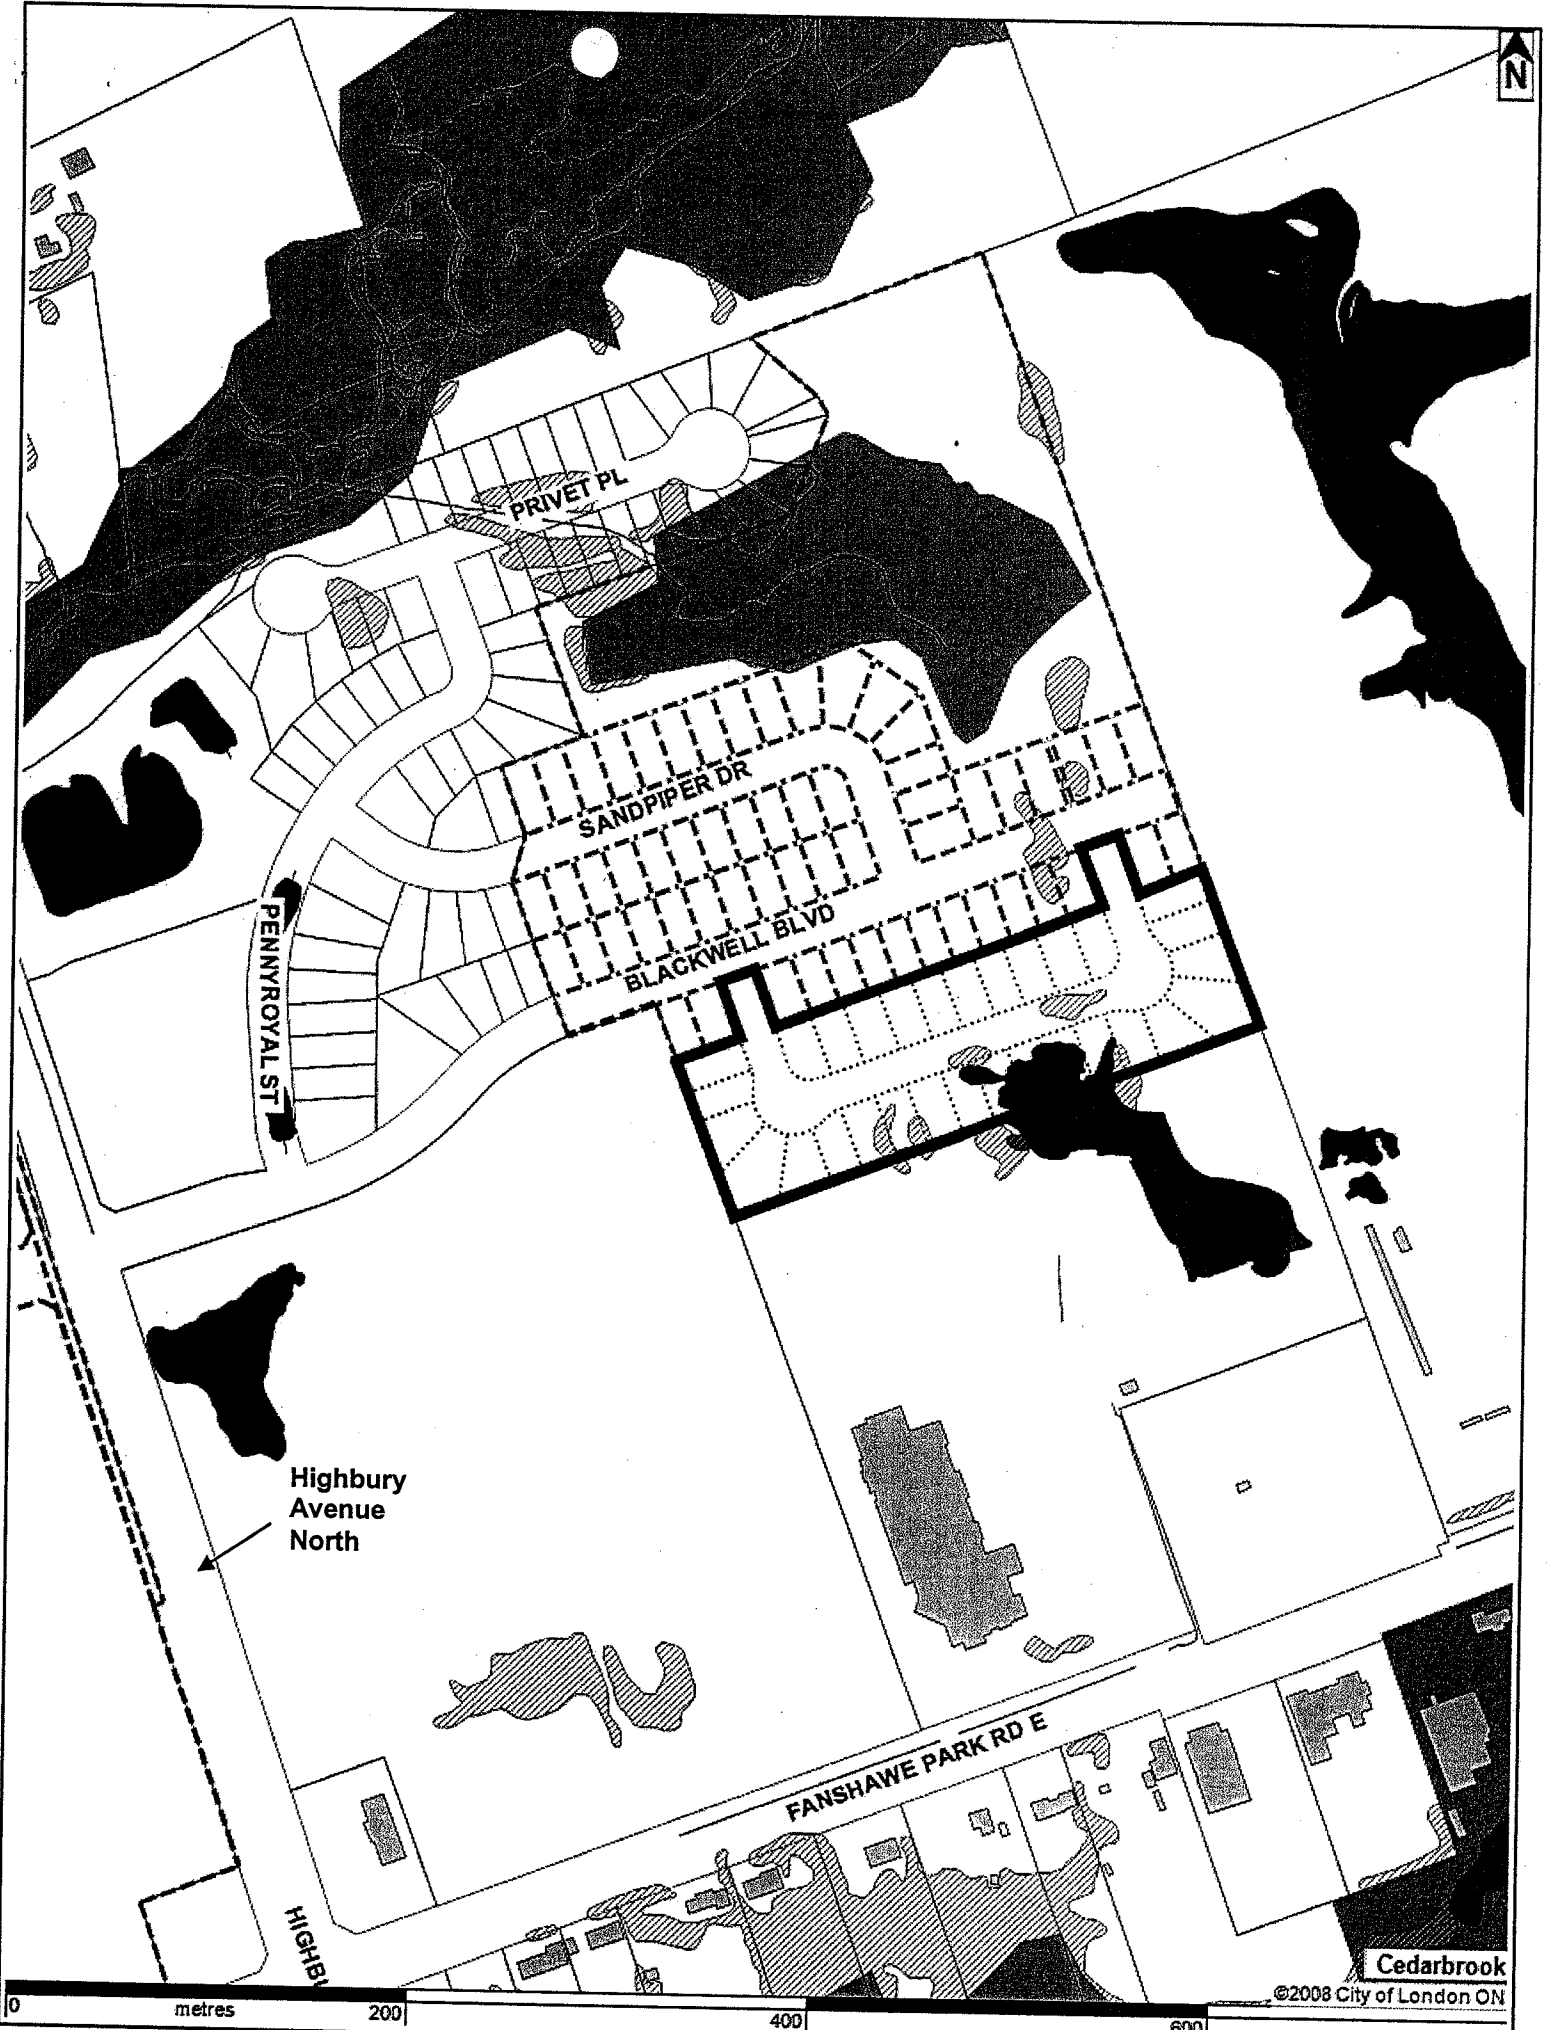 N
PRIVET PL
SANDPIPER DR
PENNYROYAL ST
BLACKWELL BLVD
Highbury
Avenue
North
FANSHAWE PARK RD E
HIGHBU
Cedarbrook
©2008 City of London ON
0 metres 200 400 600